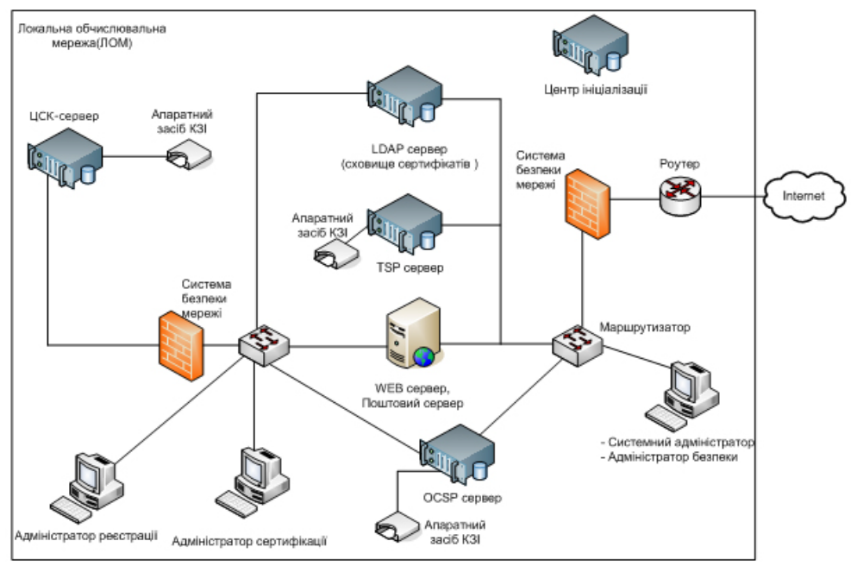 Локальна обчислювальна
мережа(ЛОМ)
Центр ініціалізації
ЦСК-сервер
Апаратний
засіб КЗІ
LDAP сервер
(сховище сертифікатів )
Система
безпеки
мережі
Роутер
Internet
Апаратний
засіб КЗІ
TSP сервер
Система
безпеки
мережі
Маршрутизатор
WEB сервер,
Поштовий сервер
- Системний адміністратор
- Адміністратор безпеки
OCSP сервер
Апаратний
засіб КЗІ
Адміністратор реєстрації
Адміністратор сертифікації